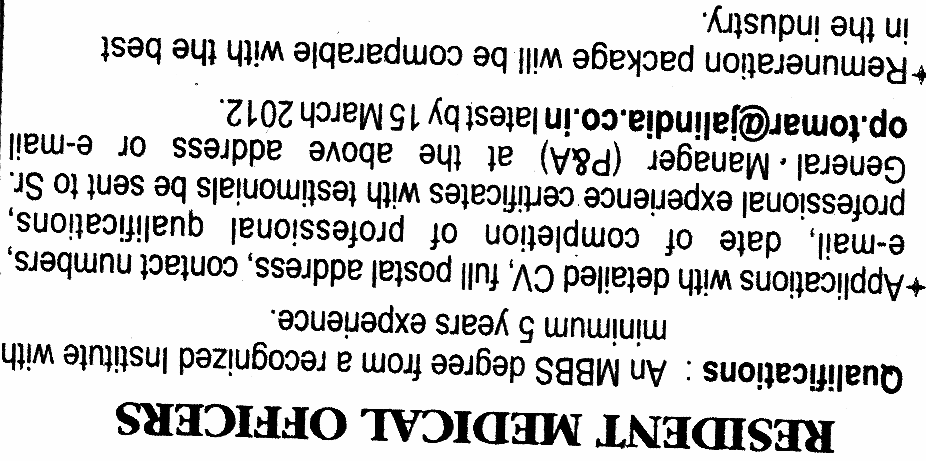 RESIDENT MEDICAL OFFICERS
Qualifications : An MBBS degree from a recognized Institute with
minimum 5 years experience.
✦Applications with detailed CV, full postal address, contact numbers,
e-mail, date of completion of professional qualifications,
professional experience certificates with testimonials be sent to Sr.
General Manager (P&A) at the above address or e-mail
op.tomar@jalindia.co.in latest by 15 March 2012.
✦Remuneration package will be comparable with the best
in the industry.